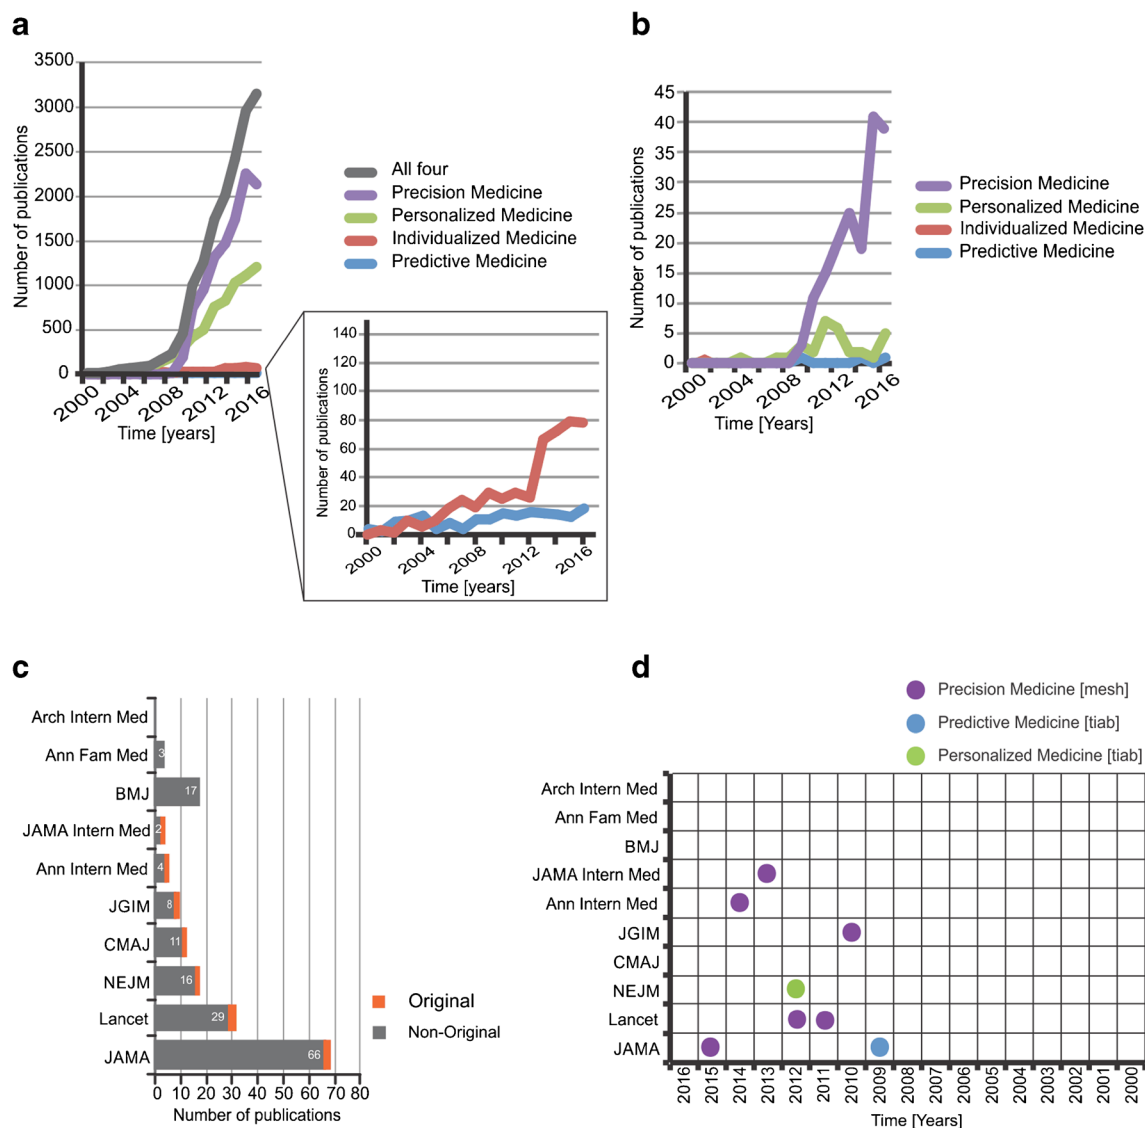 a
3500
3000
2500
2000
1500
1000
500
0
Number of publications
2000
2004
2008
2012
2016
Time [years]
All four
Precision Medicine
Personalized Medicine
Individualized Medicine
Predictive Medicine
140
120
100
80
60
40
20
0
Number of publications
2000
2004
2008
2012
2016
Time [years]
b
45
40
35
30
25
20
15
10
5
0
Number of publications
2000
2004
2008
2012
2016
Time [Years]
Precision Medicine
Personalized Medicine
Individualized Medicine
Predictive Medicine
c
Arch Intern Med
Ann Fam Med 3
BMJ 17
JAMA Intern Med 2
Ann Intern Med 4
JGIM 8
CMAJ 11
NEJM 16
Lancet 29
JAMA 66
0 10 20 30 40 50 60 70 80
Number of publications
Original
Non-Original
d
Precision Medicine [mesh]
Predictive Medicine [tiab]
Personalized Medicine [tiab]
Arch Intern Med
Ann Fam Med
BMJ
JAMA Intern Med
Ann Intern Med
JGIM
CMAJ
NEJM
Lancet
JAMA
2016
2015
2014
2013
2012
2011
2010
2009
2008
2007
2006
2005
2004
2003
2002
2001
2000
Time [Years]